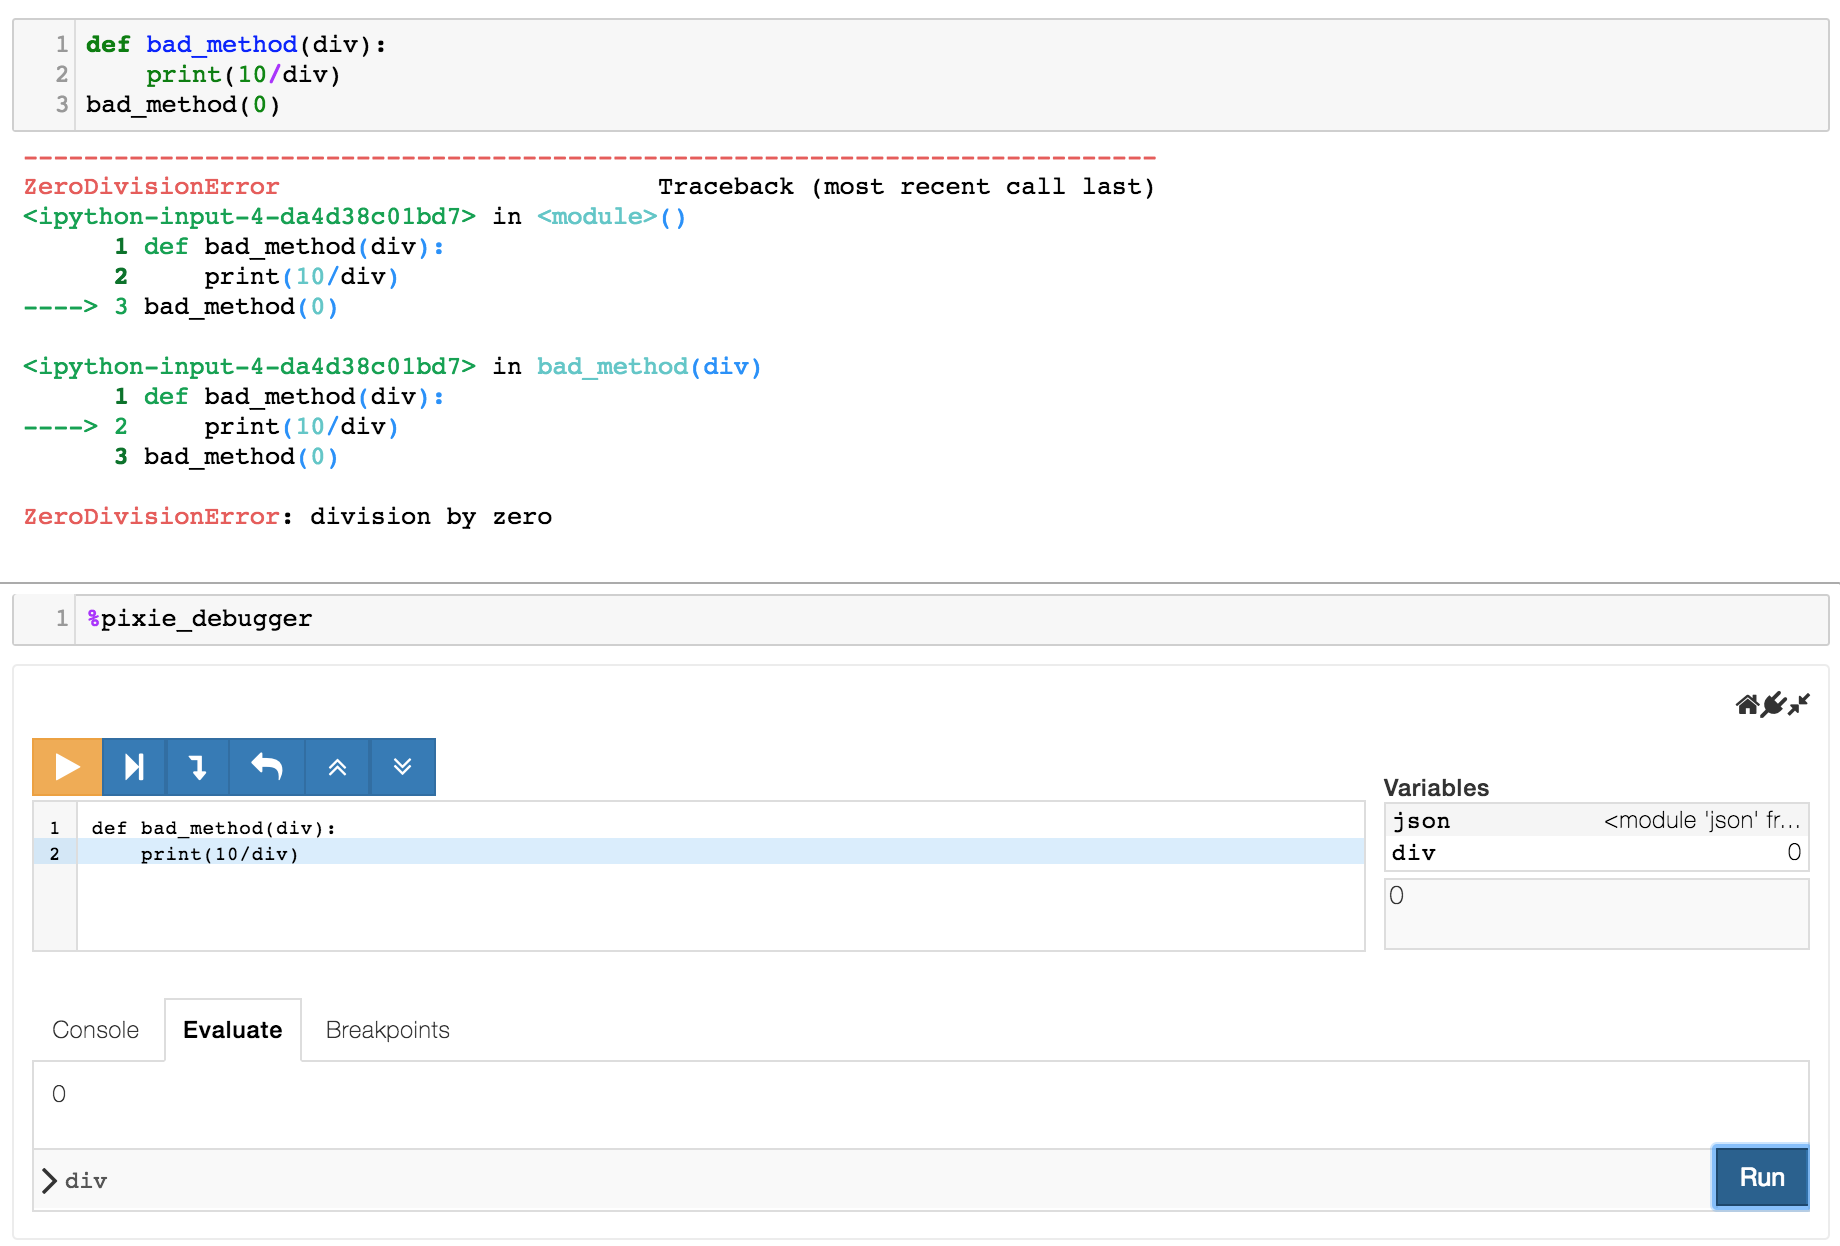 1 def bad_method(div):
2     print(10/div)
3 bad_method(0)
---------------------------------------------------------------------------
ZeroDivisionError                         Traceback (most recent call last)
<ipython-input-4-da4d38c01bd7> in <module>()
      1 def bad_method(div):
      2     print(10/div)
----> 3 bad_method(0)
<ipython-input-4-da4d38c01bd7> in bad_method(div)
      1 def bad_method(div):
----> 2     print(10/div)
      3 bad_method(0)
ZeroDivisionError: division by zero
1 %pixie_debugger
1 def bad_method(div):
2     print(10/div)
Variables
json <module 'json' fr...
div 0
0
Console Evaluate Breakpoints
0
div
Run